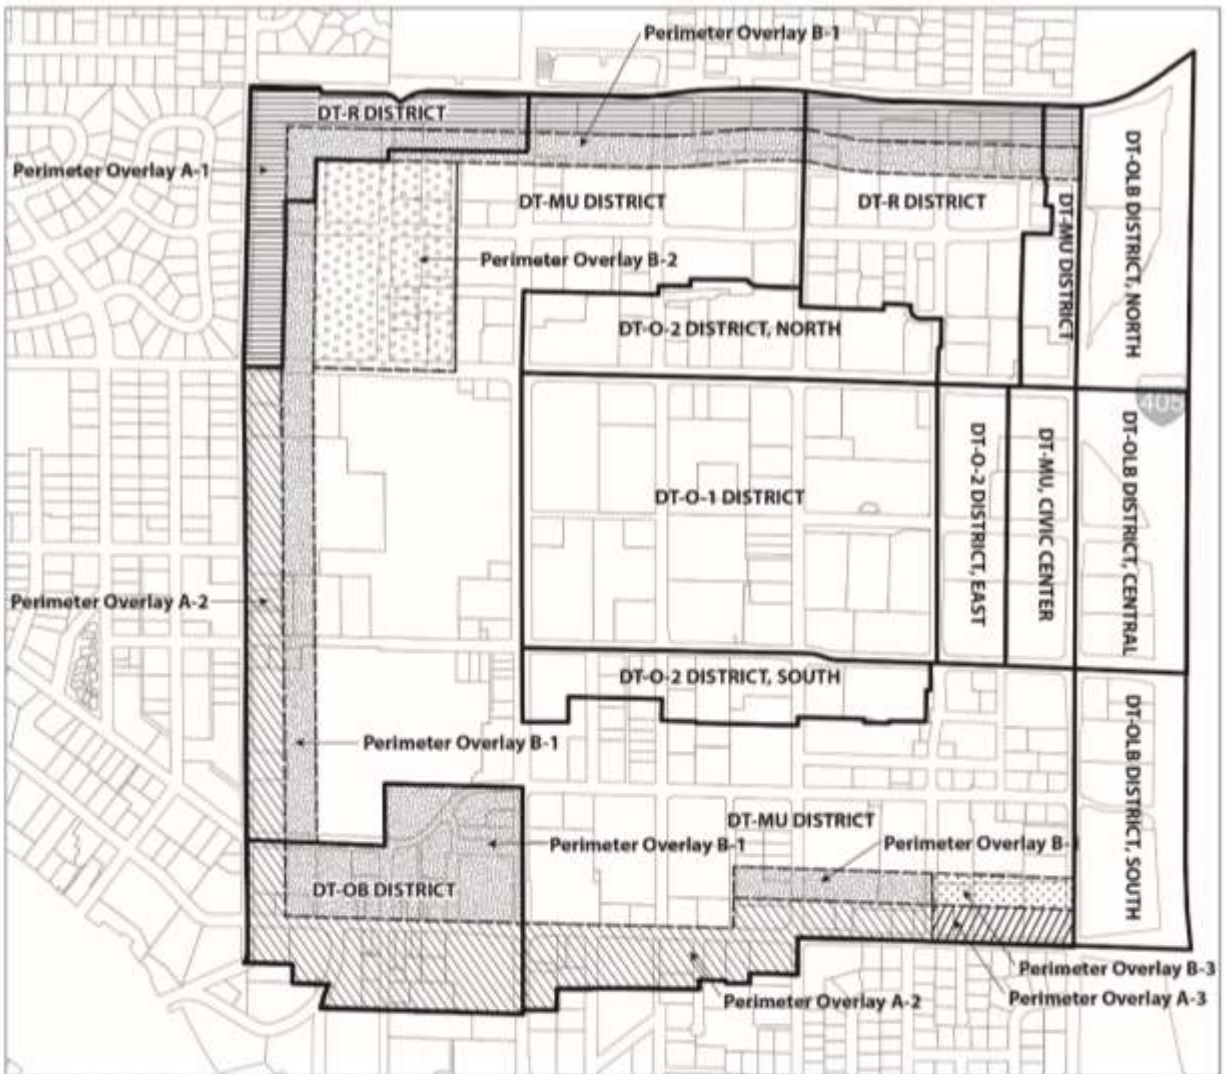 Perimeter Overlay B-1
DT-R DISTRICT
Perimeter Overlay A-1
DT-MU DISTRICT
DT-R DISTRICT
DT-MU DISTRICT
DT-OLB DISTRICT, NORTH
Perimeter Overlay B-2
DT-O-2 DISTRICT, NORTH
405
DT-O-1 DISTRICT
DT-O-2 DISTRICT, EAST
DT-MU, CIVIC CENTER
DT-OLB DISTRICT, CENTRAL
Perimeter Overlay A-2
DT-O-2 DISTRICT, SOUTH
Perimeter Overlay B-1
DT-OLB DISTRICT, SOUTH
DT-MU DISTRICT
Perimeter Overlay B-1
Perimeter Overlay B-1
DT-OB DISTRICT
Perimeter Overlay B-3
Perimeter Overlay A-2
Perimeter Overlay A-3